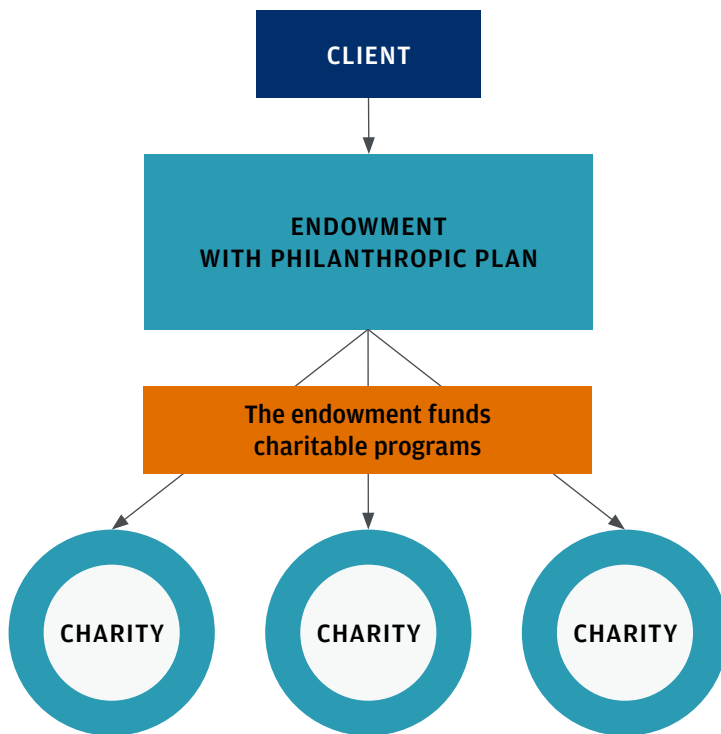 CLIENT
ENDOWMENT
WITH PHILANTHROPIC PLAN
The endowment funds
charitable programs
CHARITY
CHARITY
CHARITY